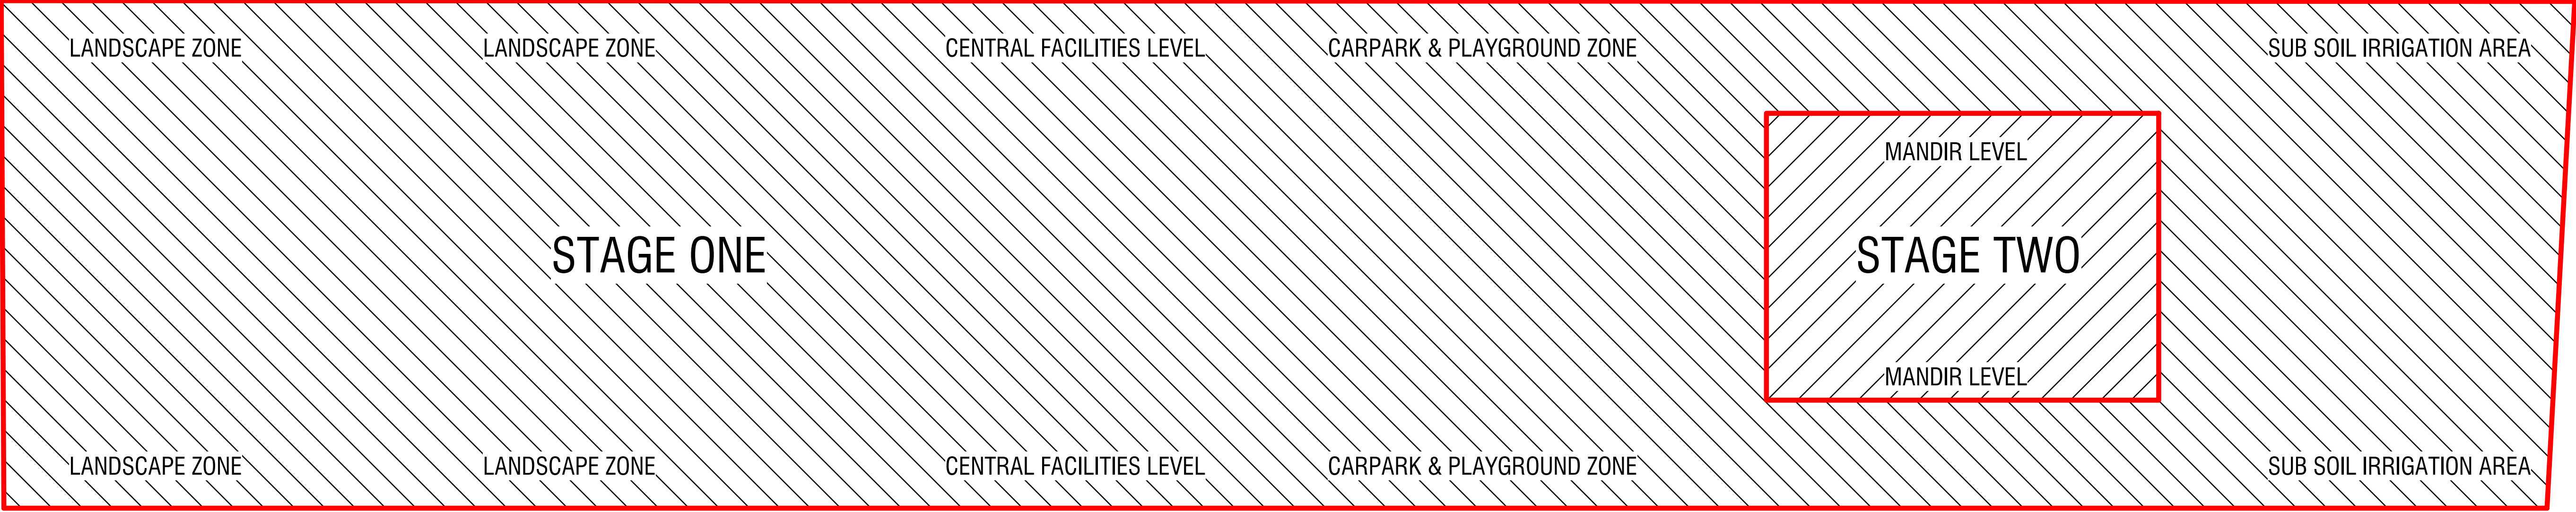 LANDSCAPE ZONE
LANDSCAPE ZONE
CENTRAL FACILITIES LEVEL
CARPARK & PLAYGROUND ZONE
SUB SOIL IRRIGATION AREA
MANDIR LEVEL
STAGE ONE
STAGE TWO
MANDIR LEVEL
LANDSCAPE ZONE
LANDSCAPE ZONE
CENTRAL FACILITIES LEVEL
CARPARK & PLAYGROUND ZONE
SUB SOIL IRRIGATION AREA